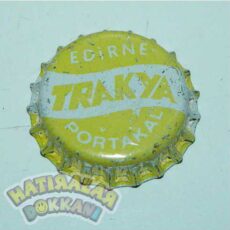 EDİRNE
TRAKYA
PORTAKAL
HATIRALAR
DÜKKANI